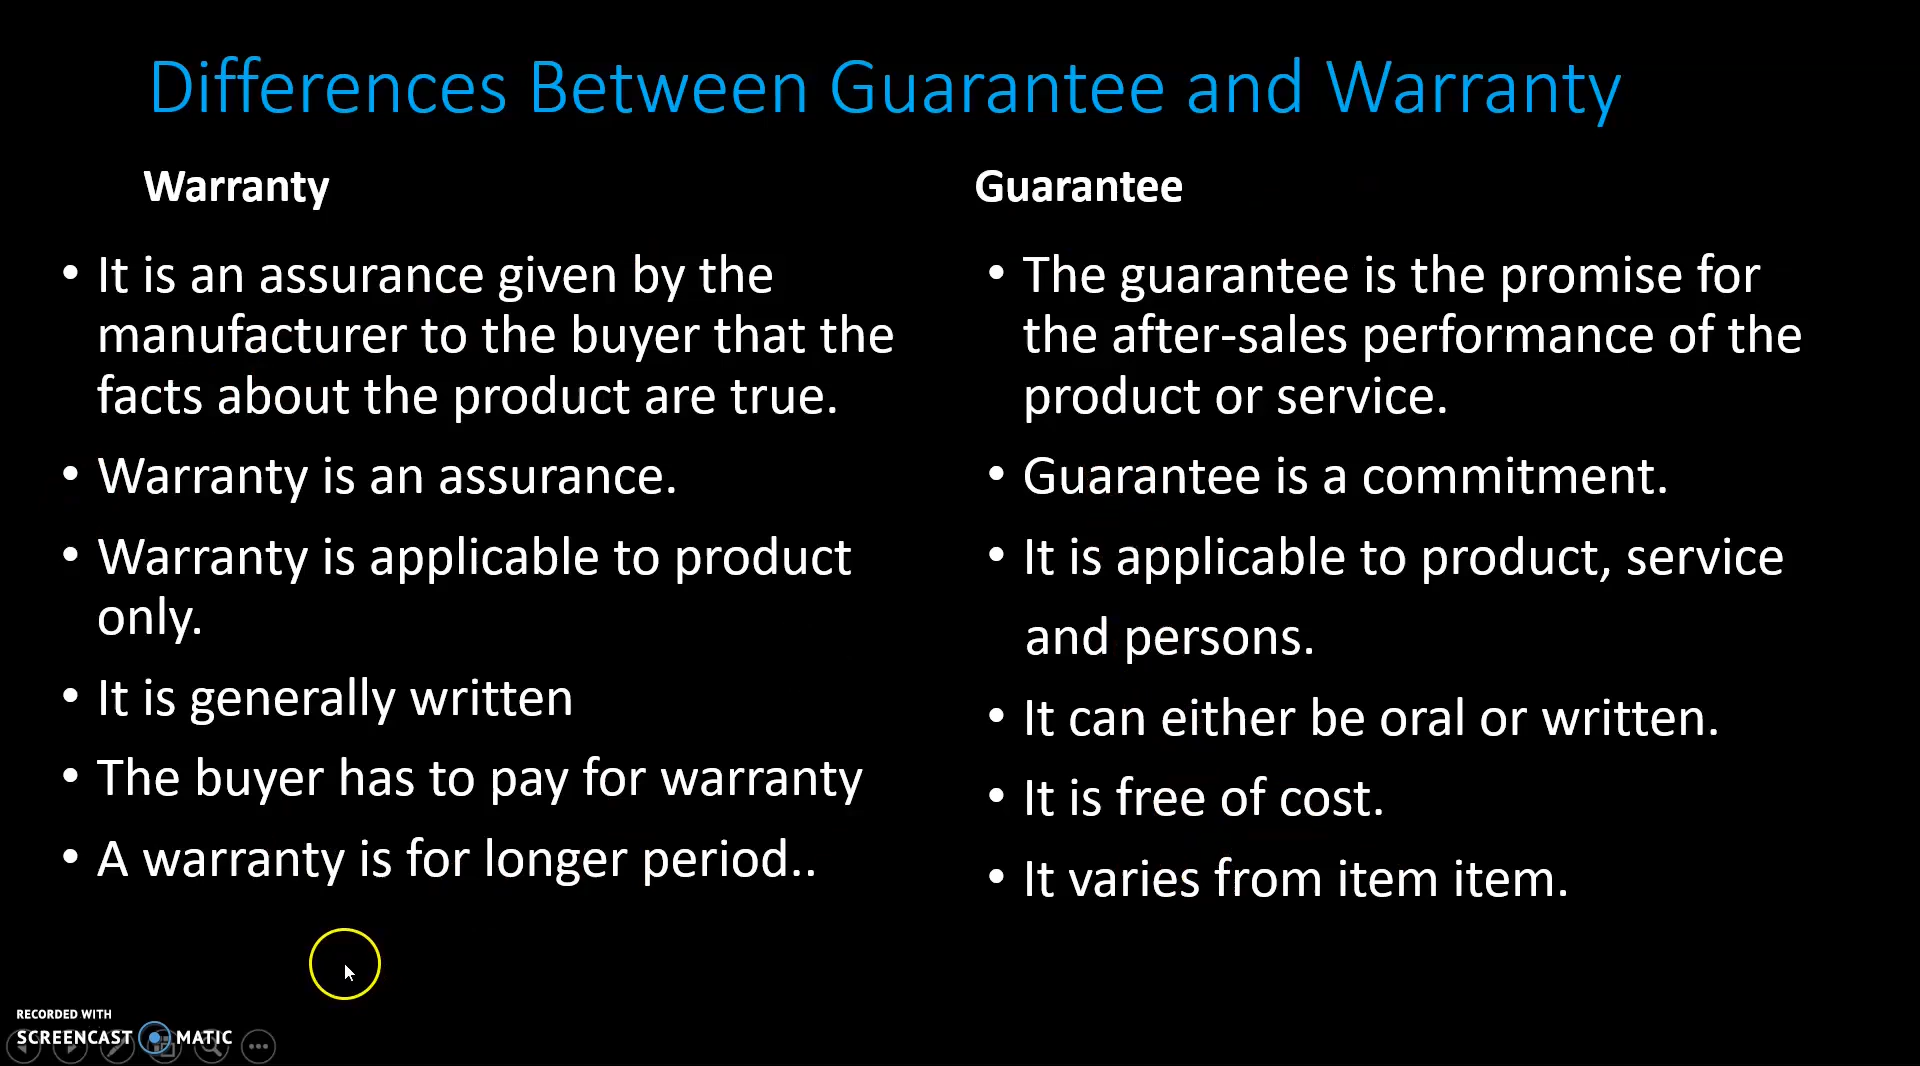 Differences Between Guarantee and Warranty
Warranty
• It is an assurance given by the
manufacturer to the buyer that the
facts about the product are true.
• Warranty is an assurance.
• Warranty is applicable to product
only.
• It is generally written
• The buyer has to pay for warranty
• A warranty is for longer period..
Guarantee
• The guarantee is the promise for
the after-sales performance of the
product or service.
• Guarantee is a commitment.
• It is applicable to product, service
and persons.
• It can either be oral or written.
• It is free of cost.
• It varies from item item.
RECORDED WITH
SCREENCAST MATIC